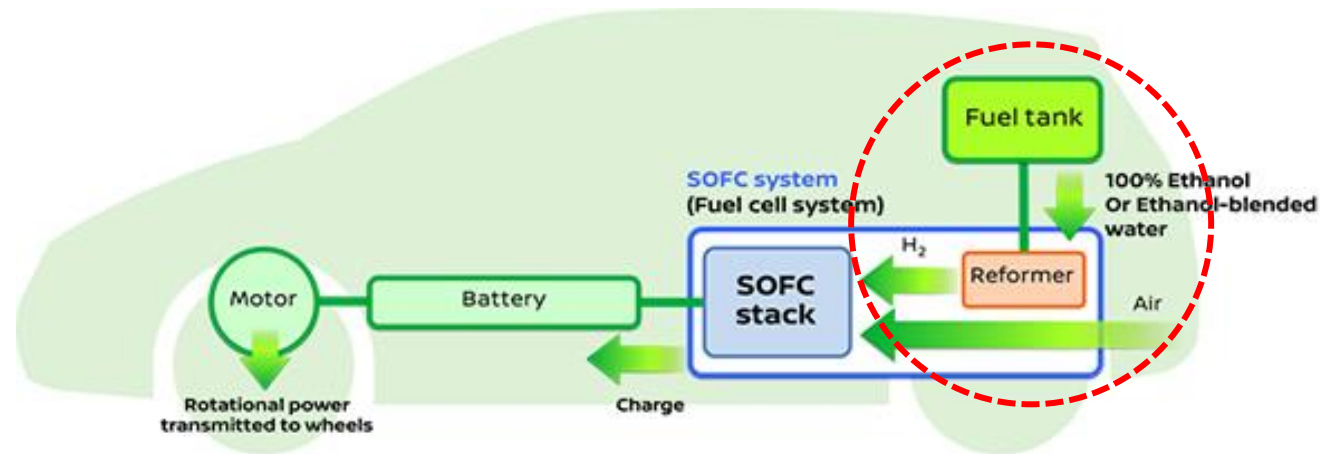 Fuel tank
SOFC system
(Fuel cell system)
100% Ethanol
Or Ethanol-blended
water
H₂
Reformer
SOFC
stack
Air
Motor
Battery
Charge
Rotational power
transmitted to wheels